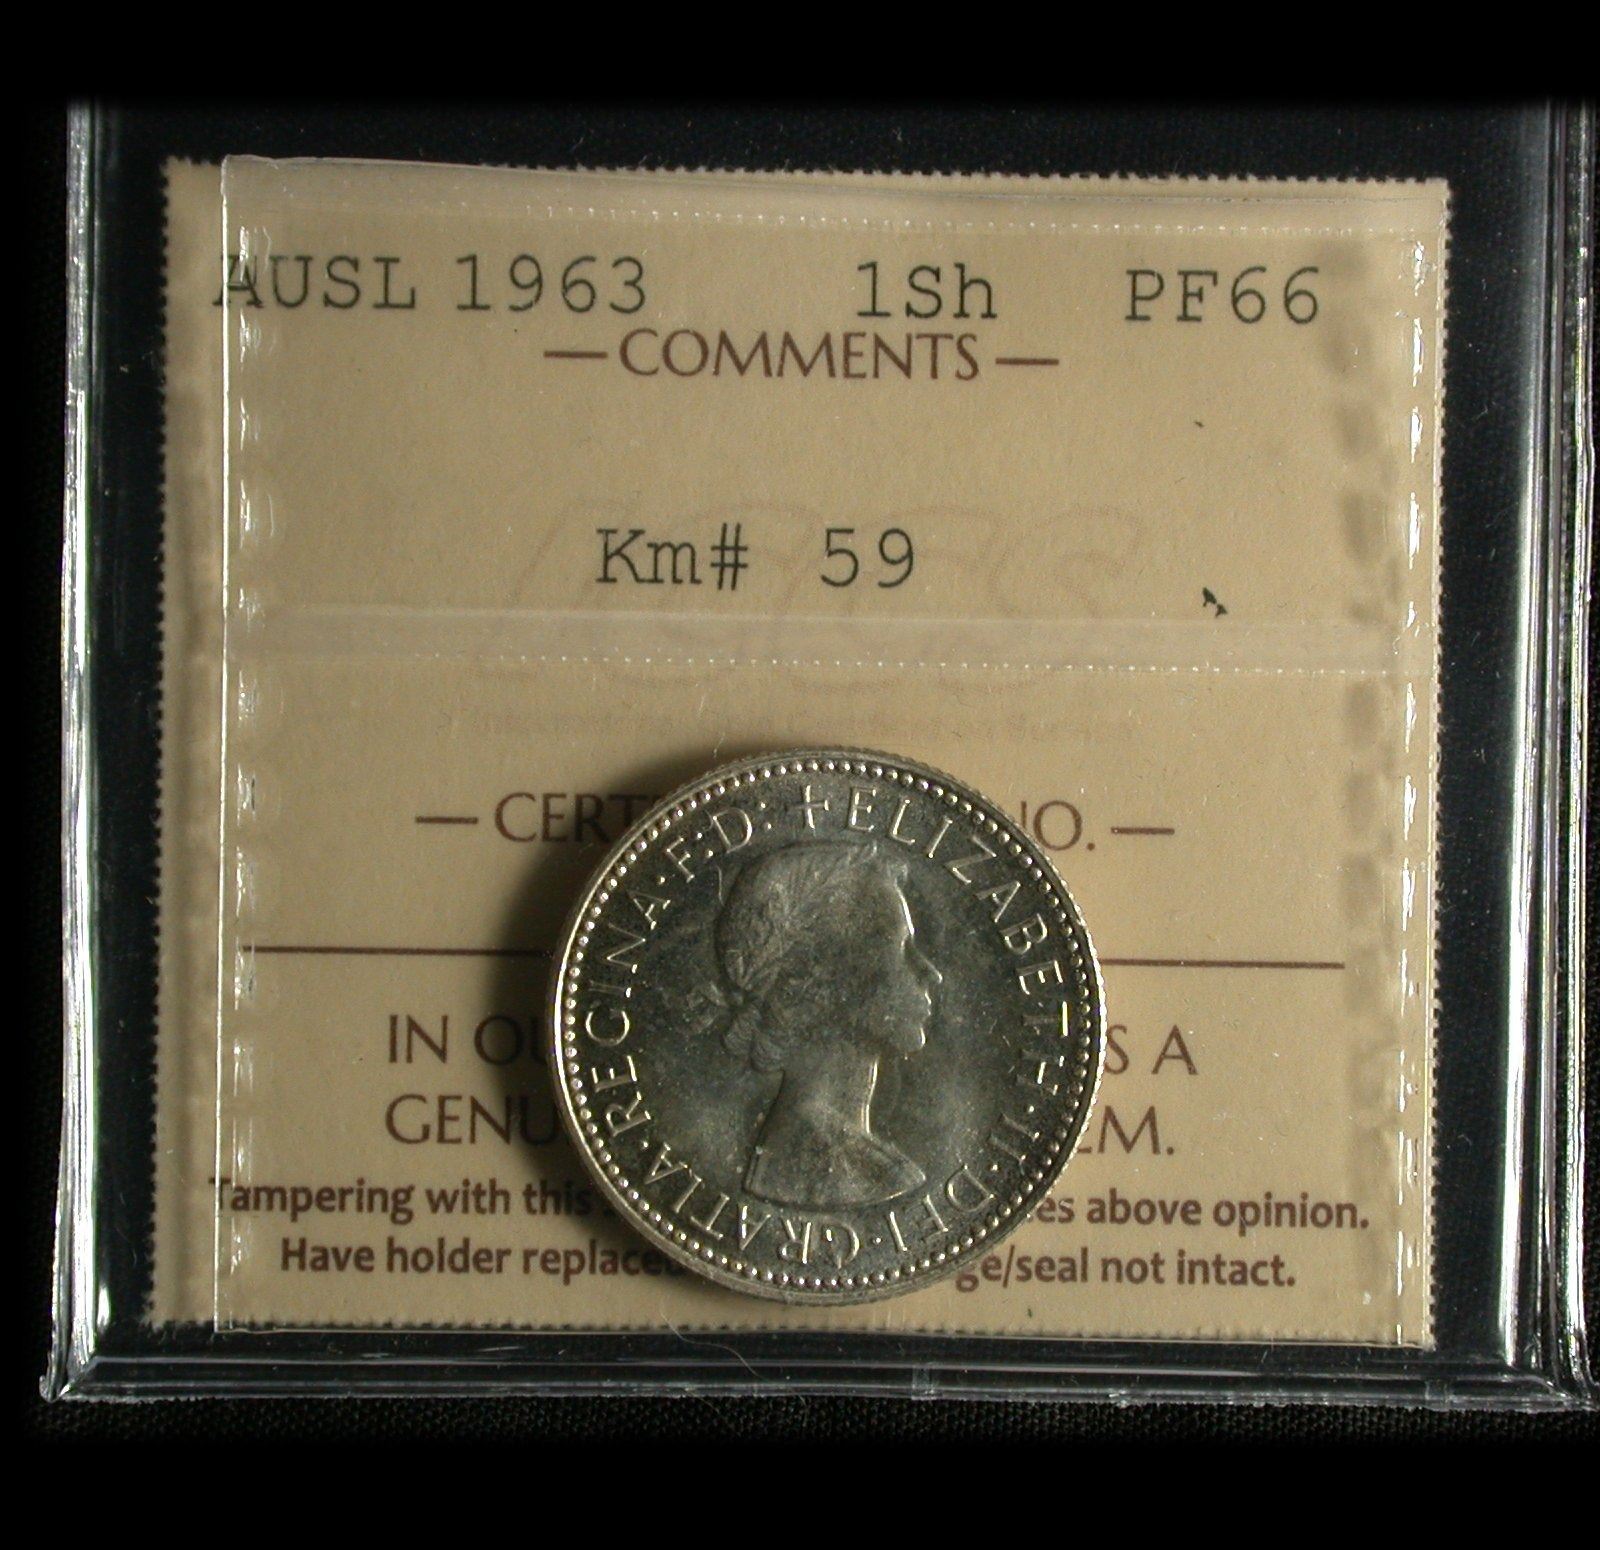 AUSL 1963 1Sh PF66
— COMMENTS —
Km# 59
— CERT NO. —
IN OU S A
GENU EM.
Tampering with this es above opinion.
Have holder replaced ge/seal not intact.
+ ELIZABETH·II·DEI·GRATIA·REGINA·F:D: